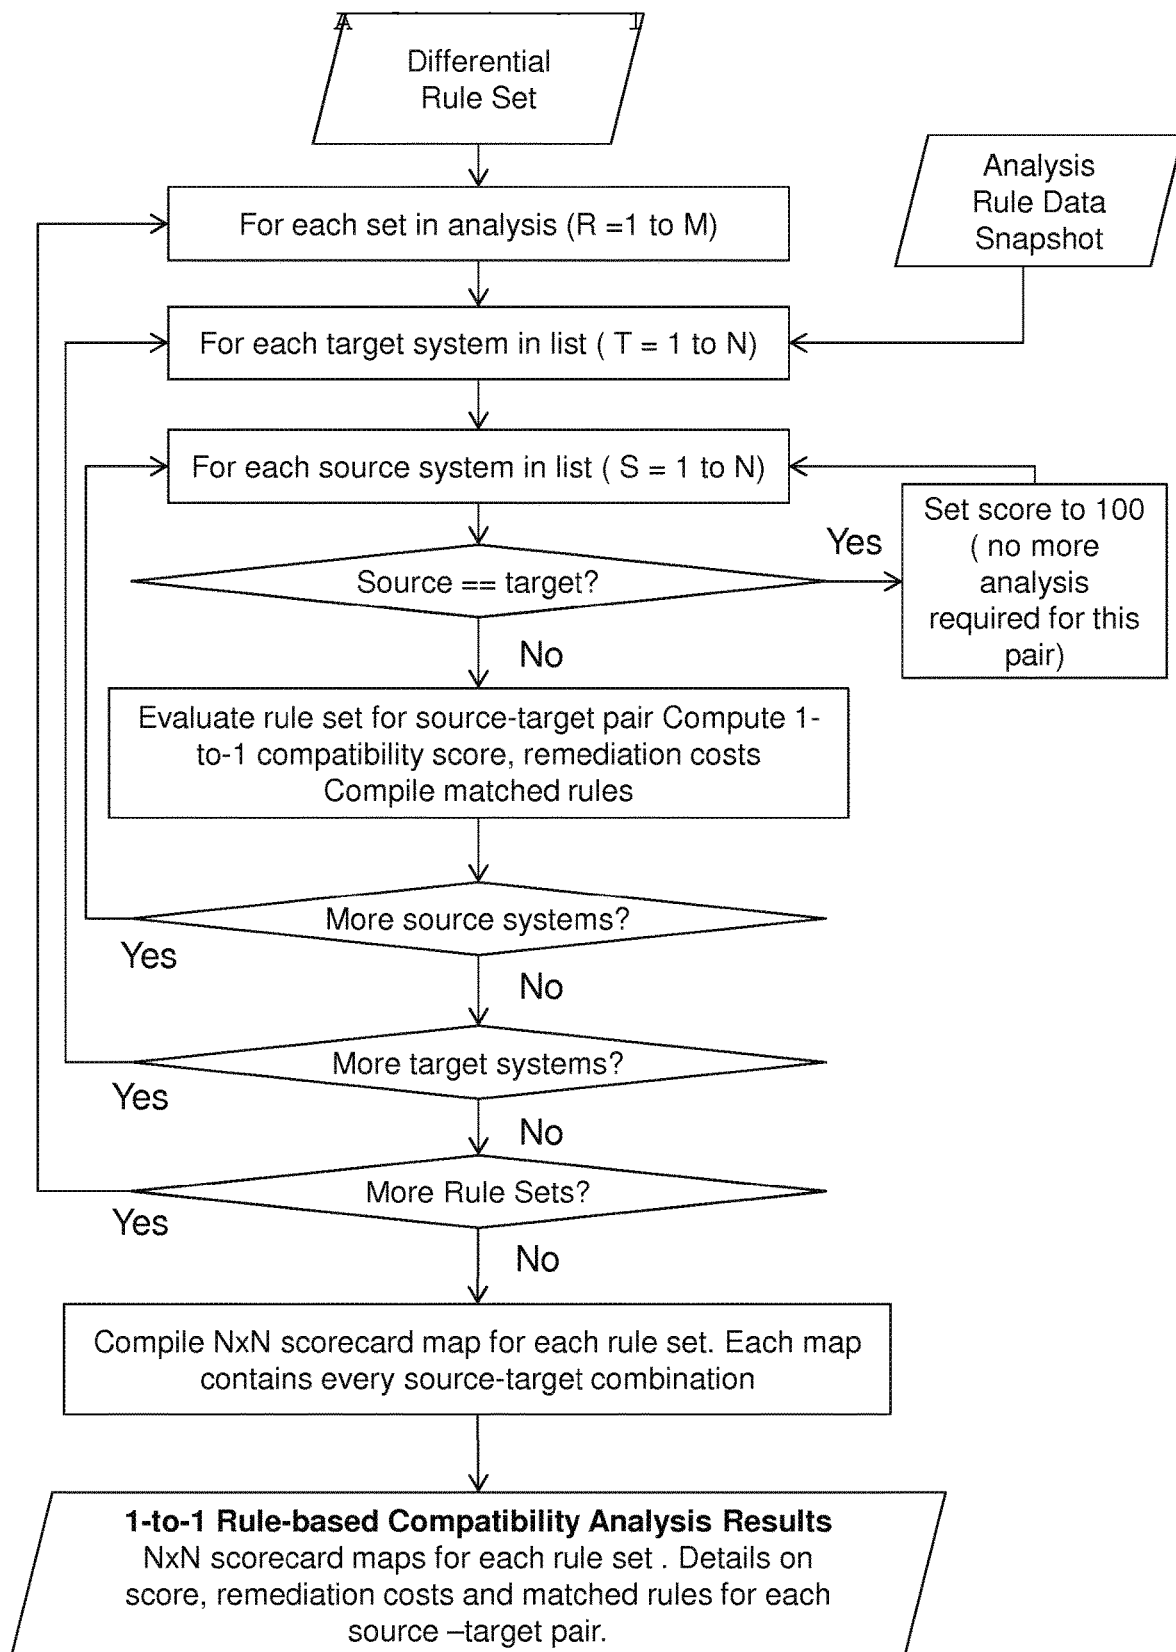 Differential
Rule Set
Analysis
Rule Data
Snapshot
For each set in analysis (R =1 to M)
For each target system in list ( T = 1 to N)
For each source system in list ( S = 1 to N)
Set score to 100
( no more
analysis
required for this
pair)
Yes
Source == target?
No
Evaluate rule set for source-target pair Compute 1-
to-1 compatibility score, remediation costs
Compile matched rules
More source systems?
Yes
No
More target systems?
Yes
No
More Rule Sets?
Yes
No
Compile NxN scorecard map for each rule set. Each map
contains every source-target combination
1-to-1 Rule-based Compatibility Analysis Results
NxN scorecard maps for each rule set . Details on
score, remediation costs and matched rules for each
source –target pair.